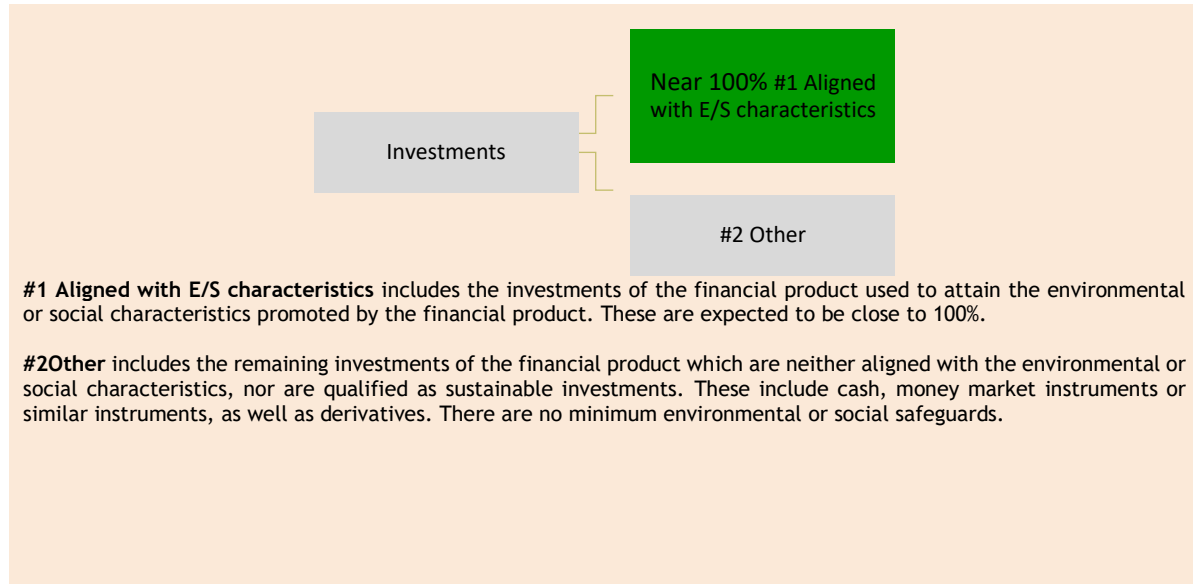 Near 100% #1 Aligned
with E/S characteristics
Investments
#2 Other
#1 Aligned with E/S characteristics includes the investments of the financial product used to attain the environmental
or social characteristics promoted by the financial product. These are expected to be close to 100%.
#2Other includes the remaining investments of the financial product which are neither aligned with the environmental or
social characteristics, nor are qualified as sustainable investments. These include cash, money market instruments or
similar instruments, as well as derivatives. There are no minimum environmental or social safeguards.